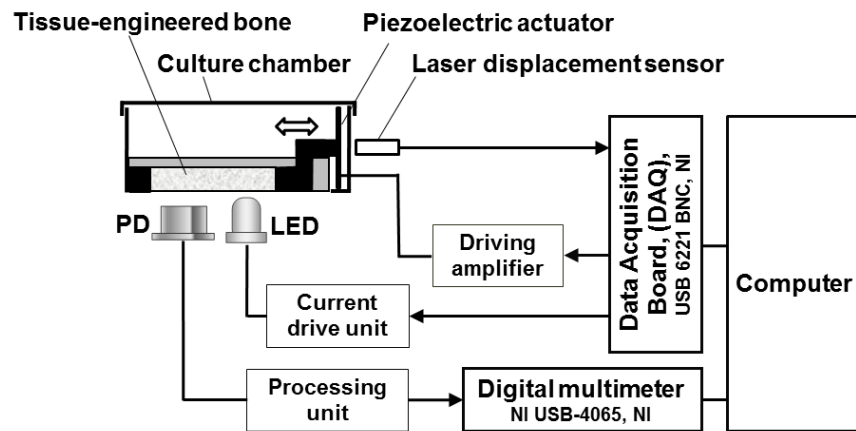 Tissue-engineered bone
Piezoelectric actuator
Culture chamber
Laser displacement sensor
PD
LED
Driving
amplifier
Data Acquisition
Board, (DAQ),
USB 6221 BNC, NI
Computer
Current
drive unit
Processing
unit
Digital multimeter
NI USB-4065, NI